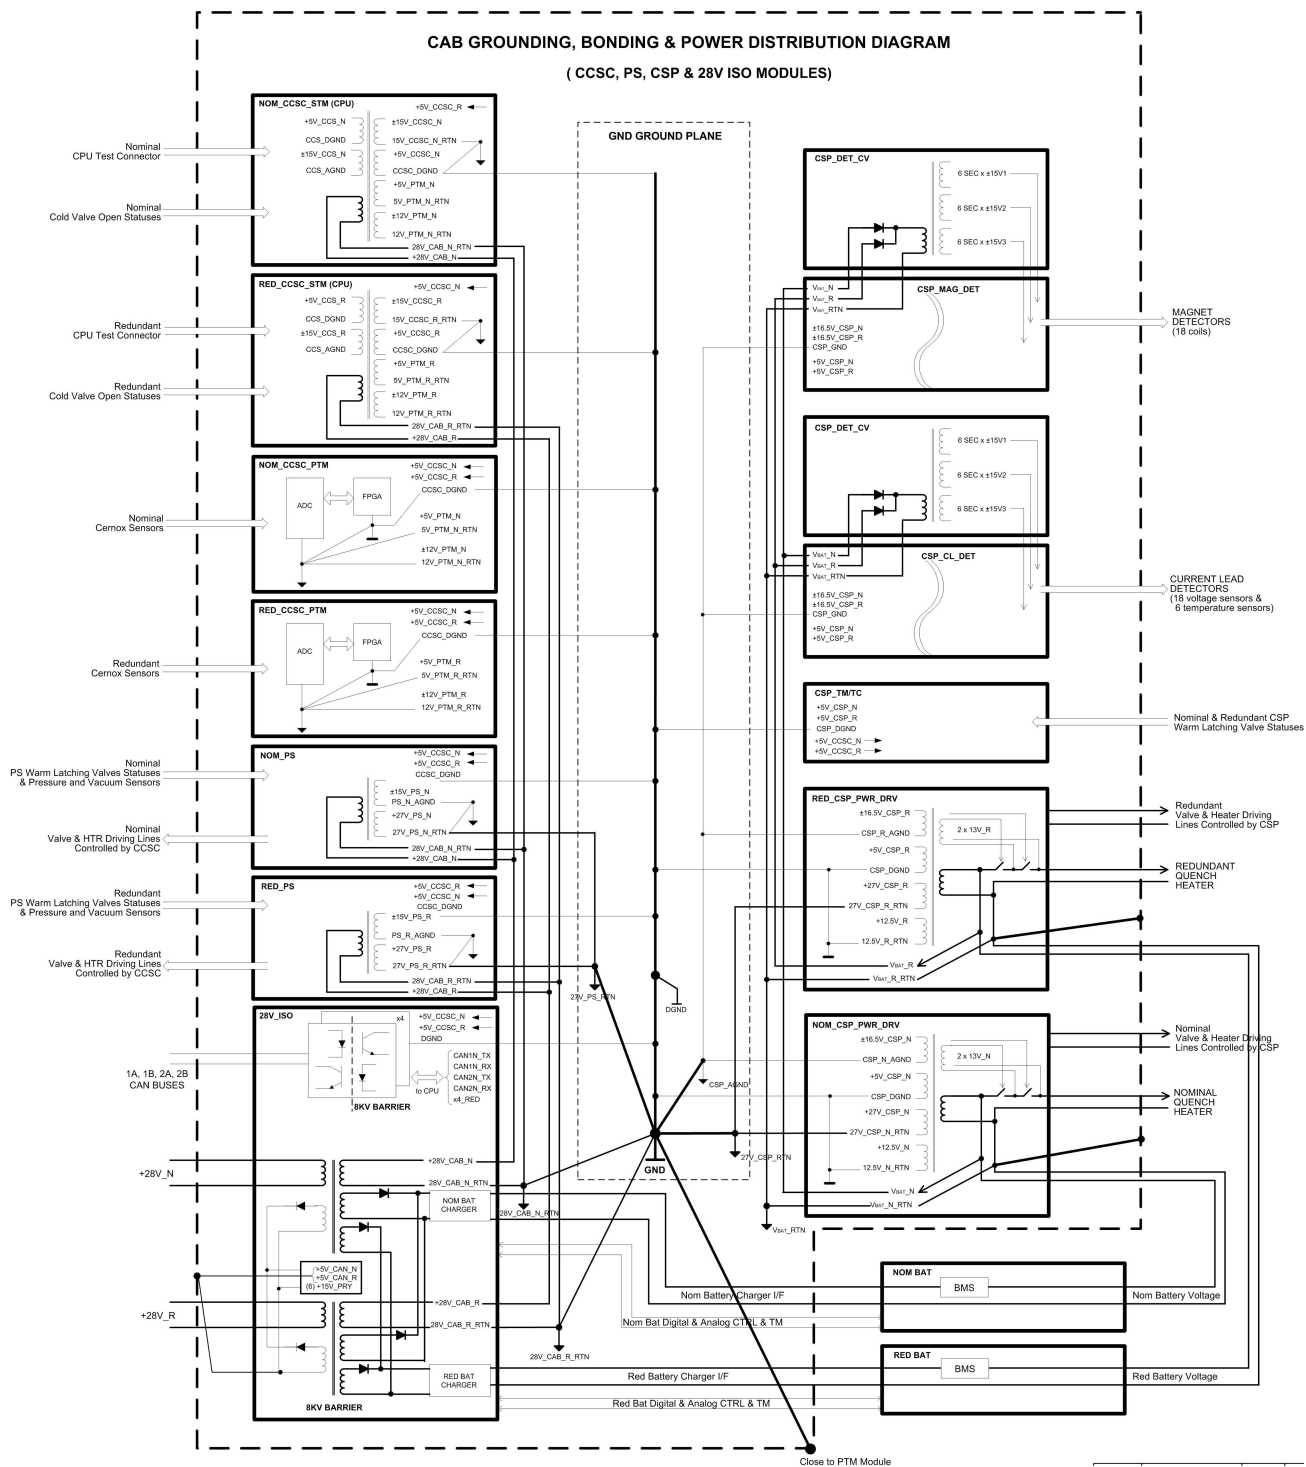 CAB GROUNDING, BONDING & POWER DISTRIBUTION DIAGRAM
( CCSC, PS, CSP & 28V ISO MODULES)
NOM_CCSC_STM (CPU)
+5V_CCSC_R
+5V_CCS_N
±15V_CCSC_N
CCS_DGND
15V_CCSC_N_RTN
±15V_CCS_N
+5V_CCSC_N
CCS_AGND
CCSC_DGND
+5V_PTM_N
5V_PTM_N_RTN
±12V_PTM_N
12V_PTM_N_RTN
28V_CAB_N_RTN
+28V_CAB_N
Nominal
CPU Test Connector
Nominal
Cold Valve Open Statuses
RED_CCSC_STM (CPU)
+5V_CCSC_N
+5V_CCS_R
±15V_CCSC_R
CCS_DGND
15V_CCSC_R_RTN
±15V_CCS_R
+5V_CCSC_R
CCS_AGND
CCSC_DGND
+5V_PTM_R
5V_PTM_R_RTN
±12V_PTM_R
12V_PTM_R_RTN
28V_CAB_R_RTN
+28V_CAB_R
Redundant
CPU Test Connector
Redundant
Cold Valve Open Statuses
NOM_CCSC_PTM
+5V_CCSC_N
+5V_CCSC_R
CCSC_DGND
ADC
FPGA
+5V_PTM_N
5V_PTM_N_RTN
±12V_PTM_N
12V_PTM_N_RTN
Nominal
Cernox Sensors
RED_CCSC_PTM
+5V_CCSC_N
+5V_CCSC_R
CCSC_DGND
ADC
FPGA
+5V_PTM_R
5V_PTM_R_RTN
±12V_PTM_R
12V_PTM_R_RTN
Redundant
Cernox Sensors
NOM_PS
+5V_CCSC_N
+5V_CCSC_R
CCSC_DGND
±15V_PS_N
PS_N_AGND
+27V_PS_N
27V_PS_N_RTN
28V_CAB_N_RTN
+28V_CAB_N
Nominal
PS Warm Latching Valves Statuses
& Pressure and Vacuum Sensors
Nominal
Valve & HTR Driving Lines
Controlled by CCSC
RED_PS
+5V_CCSC_R
+5V_CCSC_N
CCSC_DGND
±15V_PS_R
PS_R_AGND
+27V_PS_R
27V_PS_R_RTN
28V_CAB_R_RTN
+28V_CAB_R
Redundant
PS Warm Latching Valves Statuses
& Pressure and Vacuum Sensors
Redundant
Valve & HTR Driving Lines
Controlled by CCSC
28V_ISO
x4
+5V_CCSC_N
+5V_CCSC_R
DGND
CAN1N_TX
CAN1N_RX
CAN2N_TX
CAN2N_RX
x4_RED
to CPU
8KV BARRIER
1A, 1B, 2A, 2B
CAN BUSES
+28V_N
+28V_CAB_N
28V_CAB_N_RTN
NOM BAT
CHARGER
+5V_CAN_N
+5V_CAN_R
(6) +15V_PRY
+28V_R
+28V_CAB_R
28V_CAB_R_RTN
RED BAT
CHARGER
8KV BARRIER
GND GROUND PLANE
27V_PS_RTN
DGND
CSP_AGND
GND
27V_CSP_RTN
28V_CAB_N_RTN
28V_CAB_R_RTN
VBAT_RTN
CSP_DET_CV
6 SEC x ±15V1
6 SEC x ±15V2
6 SEC x ±15V3
CSP_MAG_DET
VBAT_N
VBAT_R
VBAT_RTN
±16.5V_CSP_N
±16.5V_CSP_R
CSP_GND
+5V_CSP_N
+5V_CSP_R
MAGNET
DETECTORS
(18 coils)
CSP_DET_CV
6 SEC x ±15V1
6 SEC x ±15V2
6 SEC x ±15V3
CSP_CL_DET
VBAT_N
VBAT_R
VBAT_RTN
±16.5V_CSP_N
±16.5V_CSP_R
CSP_GND
+5V_CSP_N
+5V_CSP_R
CURRENT LEAD
DETECTORS
(18 voltage sensors &
6 temperature sensors)
CSP_TM/TC
+5V_CSP_N
+5V_CSP_R
CSP_DGND
+5V_CCSC_N
+5V_CCSC_R
Nominal & Redundant CSP
Warm Latching Valve Statuses
RED_CSP_PWR_DRV
±16.5V_CSP_R
2 x 13V_R
CSP_R_AGND
+5V_CSP_R
CSP_DGND
+27V_CSP_R
27V_CSP_R_RTN
+12.5V_R
12.5V_R_RTN
VBAT_R
VBAT_R_RTN
Redundant
Valve & Heater Driving
Lines Controlled by CSP
REDUNDANT
QUENCH
HEATER
NOM_CSP_PWR_DRV
±16.5V_CSP_N
2 x 13V_N
CSP_N_AGND
+5V_CSP_N
CSP_DGND
+27V_CSP_N
27V_CSP_N_RTN
+12.5V_N
12.5V_N_RTN
VBAT_N
VBAT_N_RTN
Nominal
Valve & Heater Driving
Lines Controlled by CSP
NOMINAL
QUENCH
HEATER
NOM BAT
BMS
Nom Battery Charger I/F
Nom Battery Voltage
Nom Bat Digital & Analog CTRL & TM
RED BAT
BMS
Red Battery Charger I/F
Red Battery Voltage
Red Bat Digital & Analog CTRL & TM
Close to PTM Module